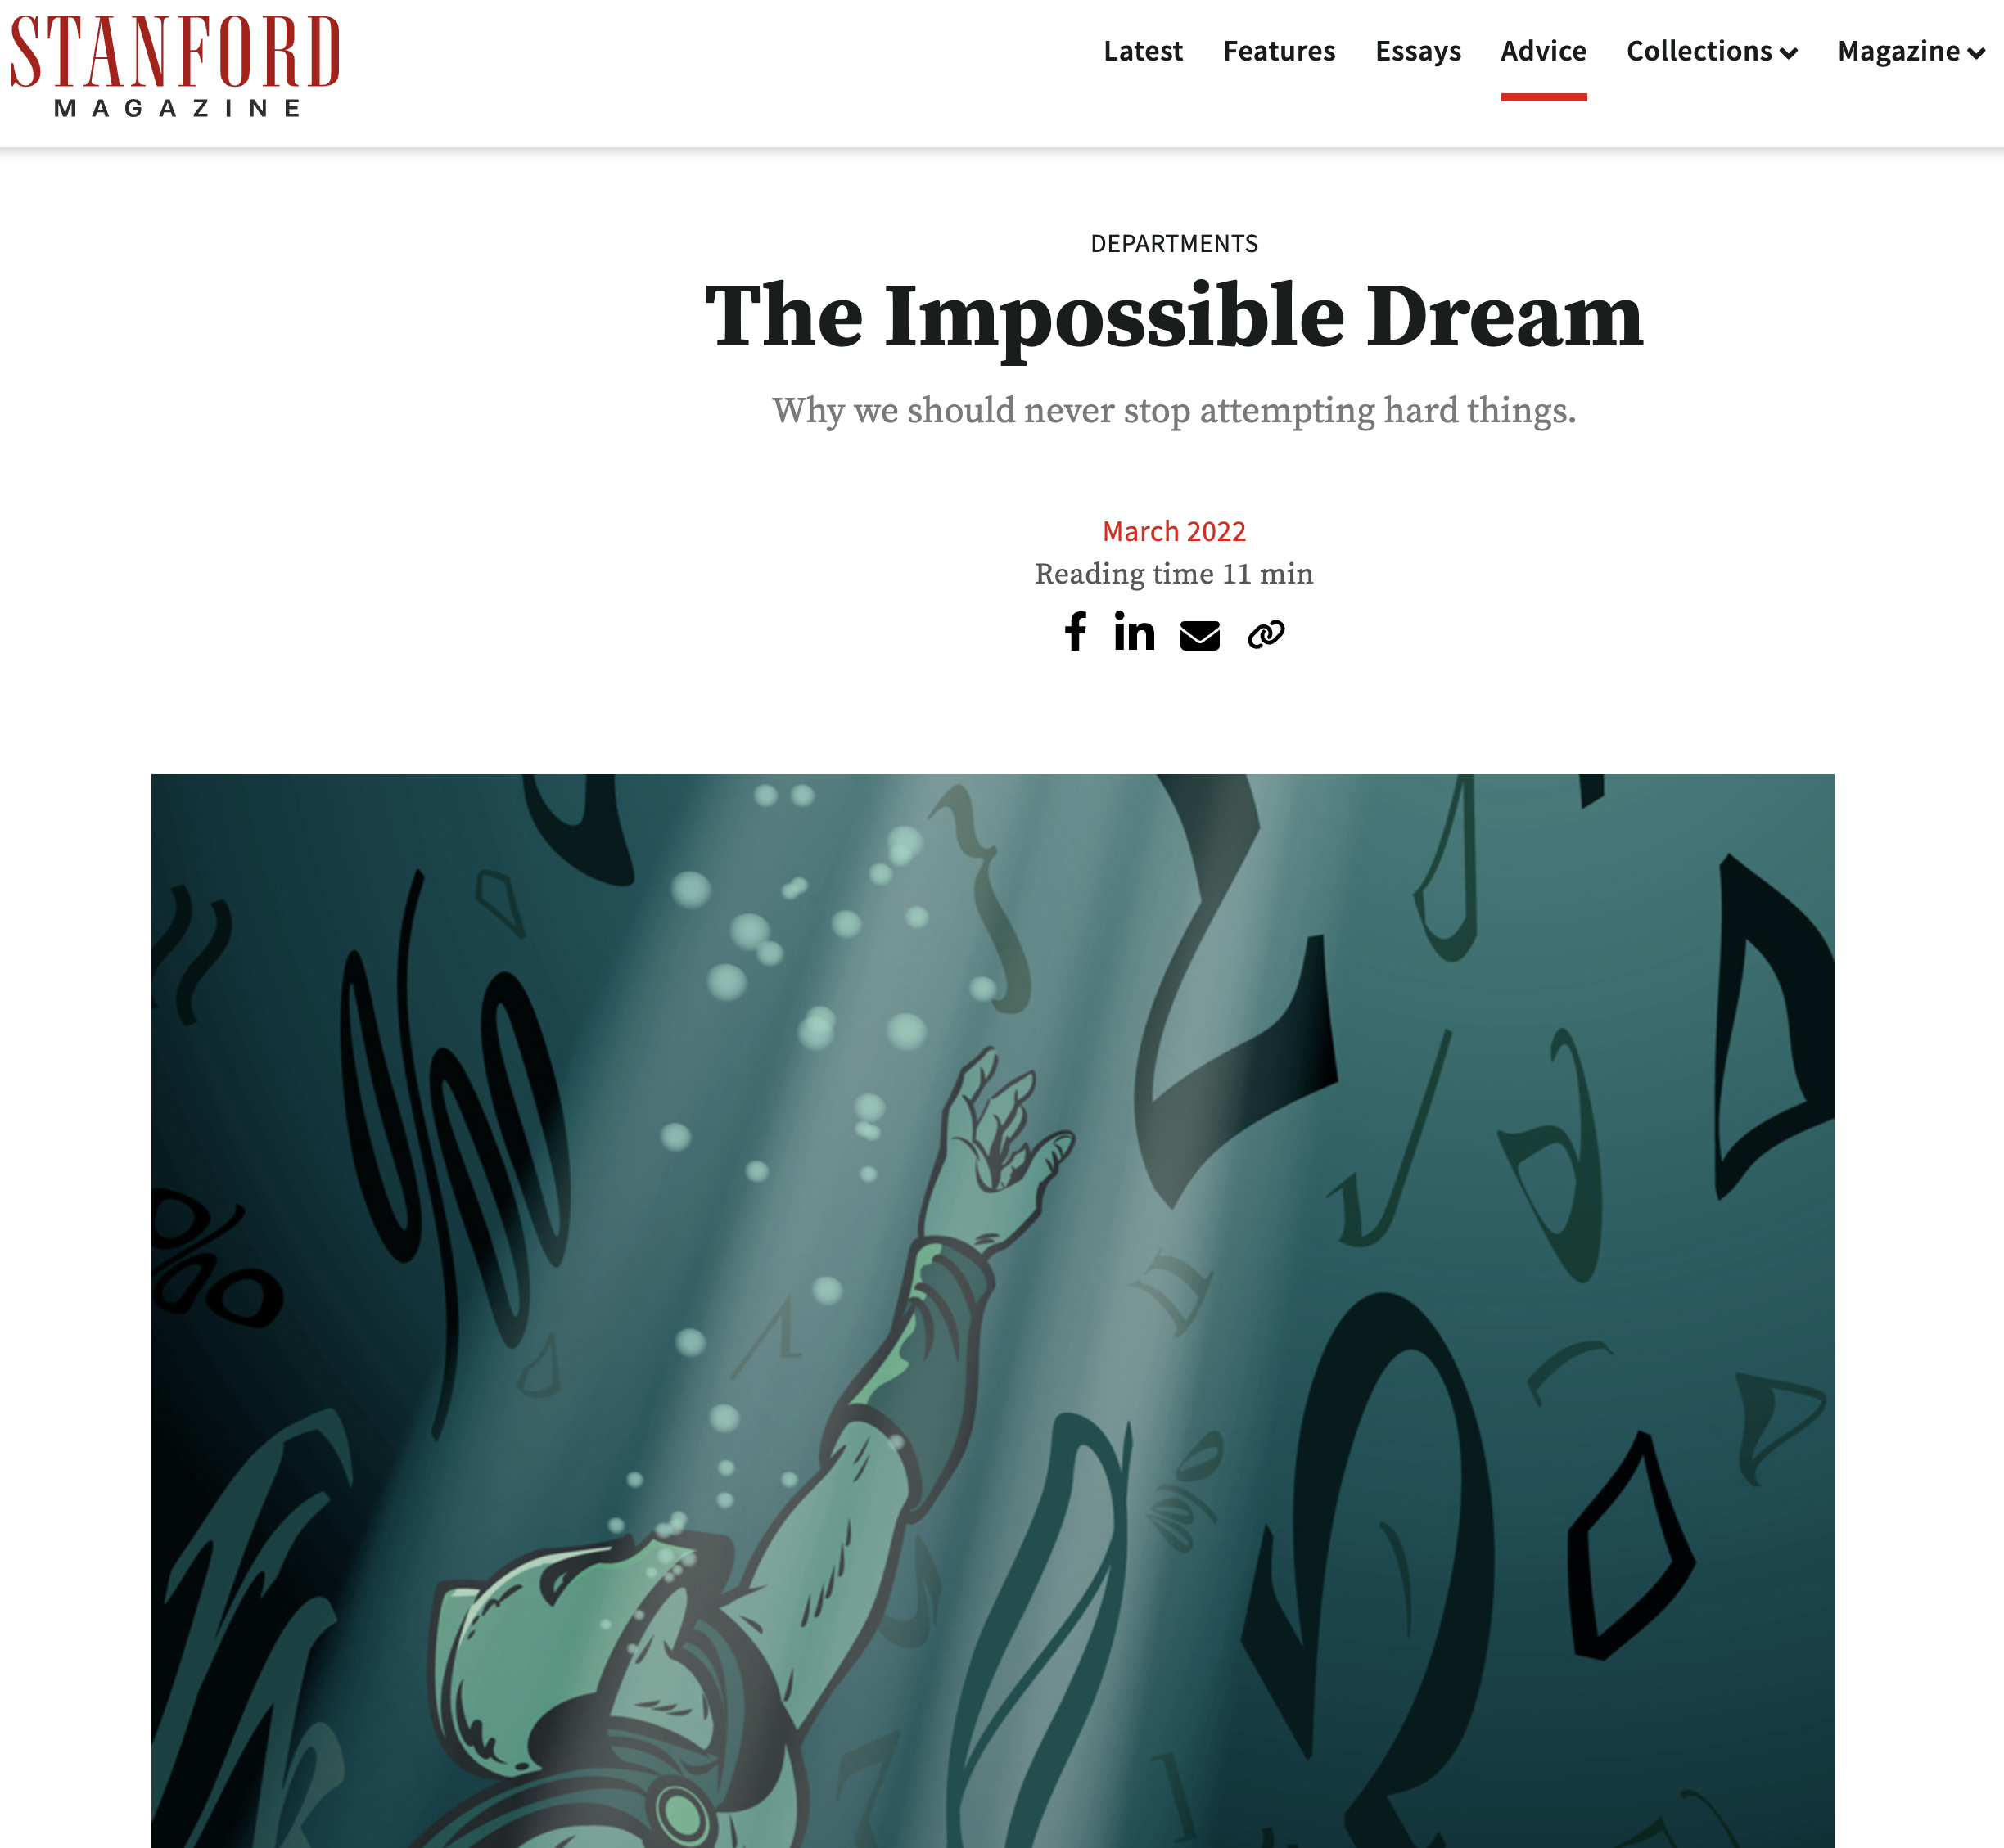 STANFORD
MAGAZINE
Latest Features Essays Advice Collections Magazine
DEPARTMENTS
The Impossible Dream
Why we should never stop attempting hard things.
March 2022
Reading time 11 min